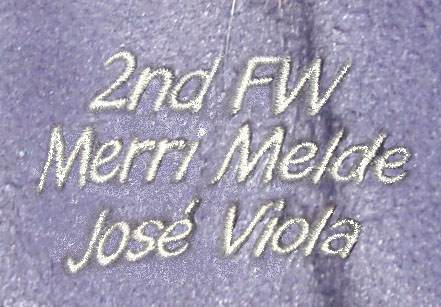 2nd FW
Merri Melde
José Viola